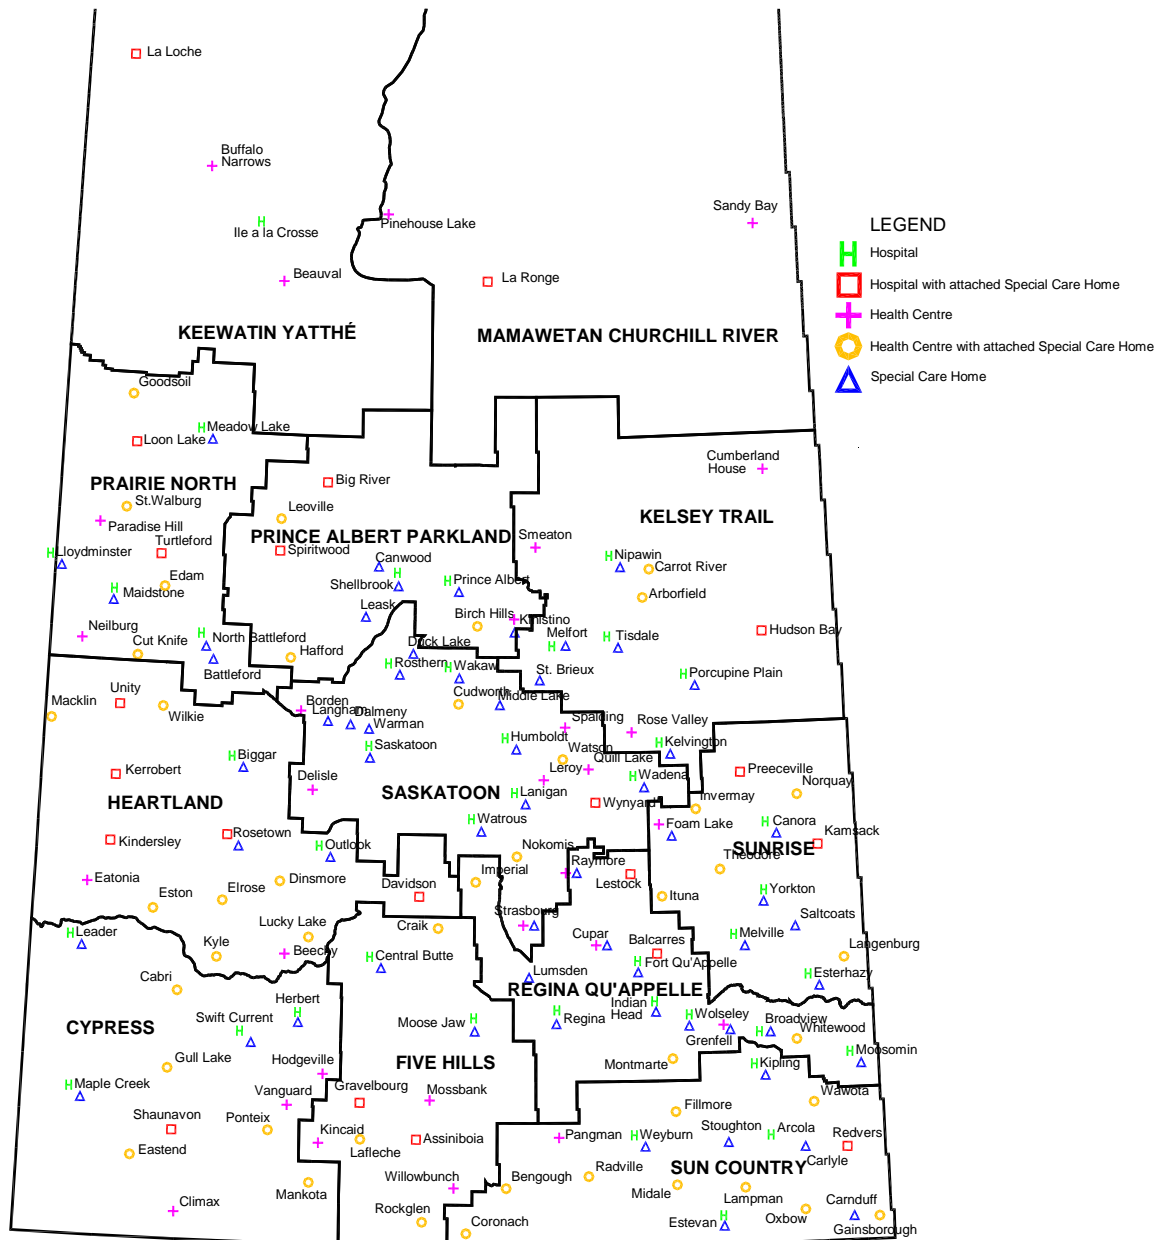 La Loche
Buffalo
Narrows
Ile a la Crosse
Pinehouse Lake
Sandy Bay
Beauval
La Ronge
KEEWATIN YATTHÉ
MAMAWETAN CHURCHILL RIVER
LEGEND
Hospital
Hospital with attached Special Care Home
Health Centre
Health Centre with attached Special Care Home
Special Care Home
Goodsoil
Meadow Lake
Loon Lake
PRAIRIE NORTH
St.Walburg
Paradise Hill
Turtleford
Lloydminster
Edam
Maidstone
Neilburg
Cut Knife
North Battleford
Battleford
Big River
Leoville
PRINCE ALBERT PARKLAND
Spiritwood
Canwood
Shellbrook
Prince Albert
Leask
Birch Hills
Kinistino
Hafford
Duck Lake
Cumberland
House
KELSEY TRAIL
Smeaton
Nipawin
Carrot River
Arborfield
Hudson Bay
Melfort
Tisdale
St. Brieux
Porcupine Plain
Rose Valley
Kelvington
Macklin
Unity
Wilkie
Biggar
Kerrobert
HEARTLAND
Kindersley
Rosetown
Outlook
Eatonia
Eston
Elrose
Dinsmore
Davidson
Lucky Lake
Kyle
Beechy
Rosthern
Wakaw
Cudworth
Middle Lake
Borden
Langham
Dalmeny
Warman
Saskatoon
Humboldt
Spalding
Watson
Quill Lake
Leroy
Delisle
SASKATOON
Lanigan
Wynyard
Wadena
Watrous
Nokomis
Imperial
Strasbourg
Preeceville
Norquay
Invermay
Foam Lake
Canora
Kamsack
SUNRISE
Theodore
Ituna
Yorkton
Saltcoats
Melville
Langenburg
Esterhazy
Raymore
Lestock
Cupar
Balcarres
Fort Qu'Appelle
Lumsden
REGINA QU'APPELLE
Regina
Indian
Head
Wolseley
Grenfell
Broadview
Whitewood
Moosomin
Montmarte
Leader
Cabri
Herbert
CYPRESS
Swift Current
Gull Lake
Hodgeville
Maple Creek
Vanguard
Shaunavon
Ponteix
Eastend
Mankota
Climax
Craik
Central Butte
Moose Jaw
FIVE HILLS
Gravelbourg
Mossbank
Kincaid
Lafleche
Assiniboia
Willowbunch
Rockglen
Coronach
Kipling
Wawota
Fillmore
Pangman
Weyburn
Stoughton
Arcola
Redvers
Carlyle
SUN COUNTRY
Bengough
Radville
Midale
Lampman
Estevan
Oxbow
Carnduff
Gainsborough